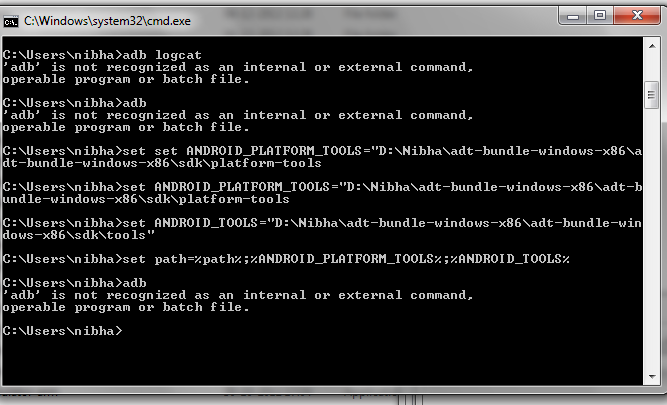 C:\Windows\system32\cmd.exe
C:\Users\nibha>adb logcat
'adb' is not recognized as an internal or external command,
operable program or batch file.
C:\Users\nibha>adb
'adb' is not recognized as an internal or external command,
operable program or batch file.
C:\Users\nibha>set set ANDROID_PLATFORM_TOOLS="D:\Nibha\adt-bundle-windows-x86\a
dt-bundle-windows-x86\sdk\platform-tools
C:\Users\nibha>set ANDROID_PLATFORM_TOOLS="D:\Nibha\adt-bundle-windows-x86\adt-b
undle-windows-x86\sdk\platform-tools
C:\Users\nibha>set ANDROID_TOOLS="D:\Nibha\adt-bundle-windows-x86\adt-bundle-win
dows-x86\sdk\tools"
C:\Users\nibha>set path=%path%;%ANDROID_PLATFORM_TOOLS%;%ANDROID_TOOLS%
C:\Users\nibha>adb
'adb' is not recognized as an internal or external command,
operable program or batch file.
C:\Users\nibha>